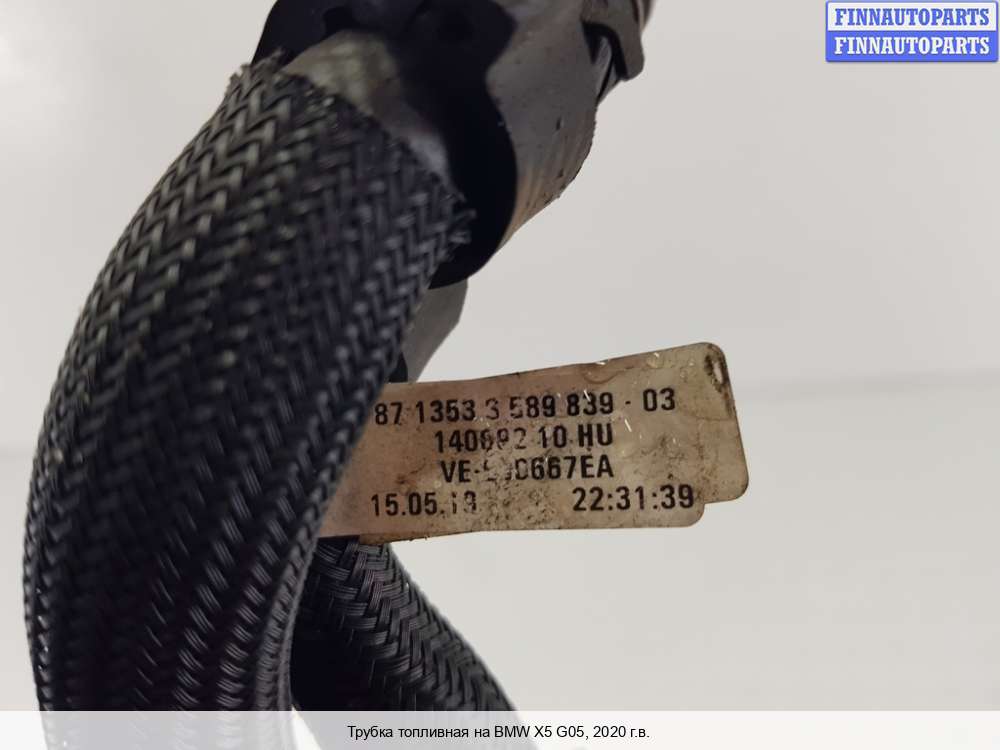 FINNAUTOPARTS
FINNAUTOPARTS
87 1353 3 589 839 - 03
10 HU
15.05.19 22:31:39
Трубка топливная на BMW X5 G05, 2020 г.в.